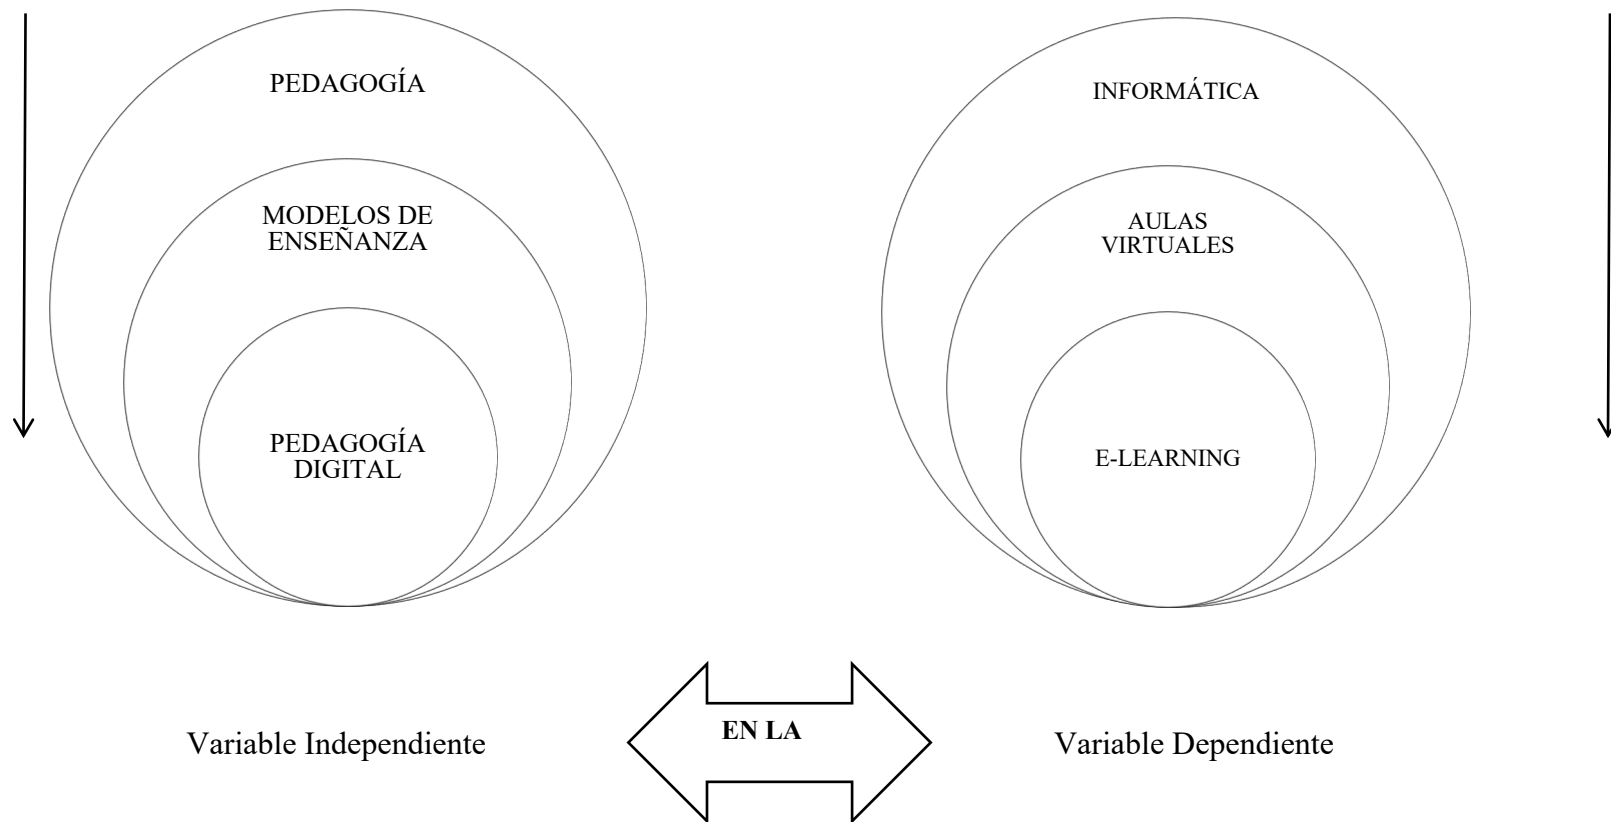 PEDAGOGÍA
MODELOS DE
ENSEÑANZA
PEDAGOGÍA
DIGITAL
INFORMÁTICA
AULAS
VIRTUALES
E-LEARNING
Variable Independiente
EN LA
Variable Dependiente